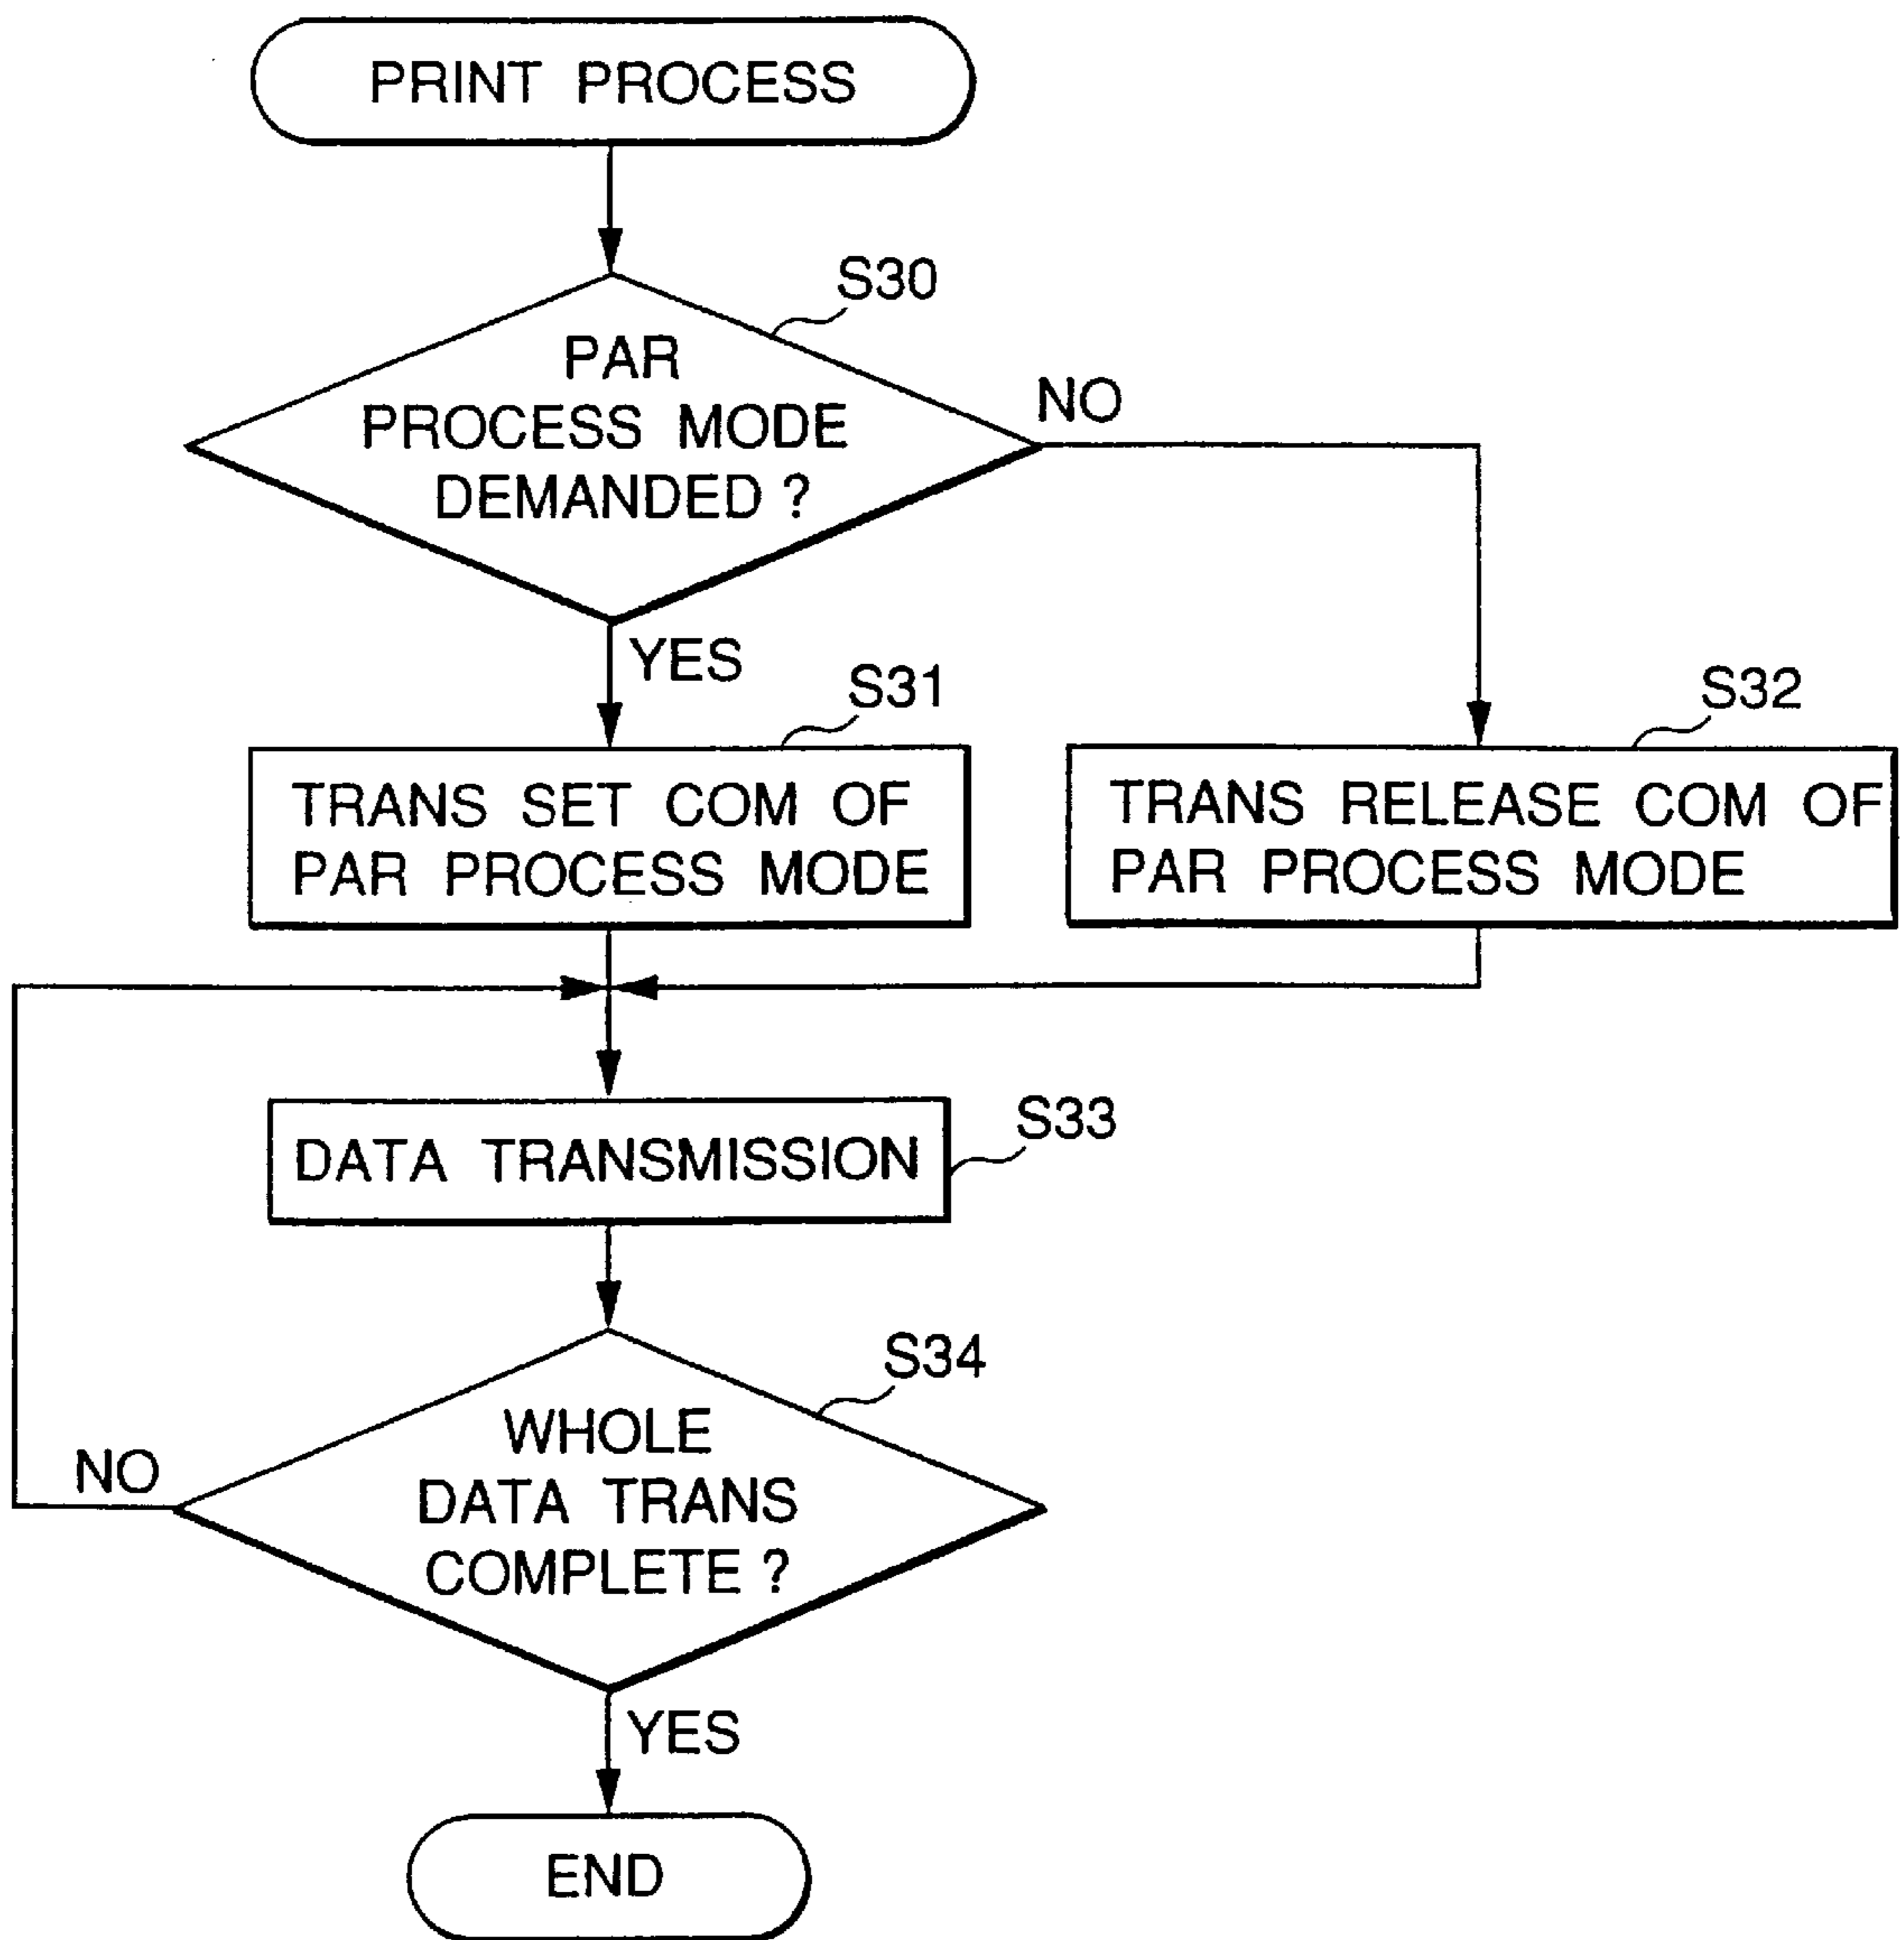 PRINT PROCESS
S30
PAR
PROCESS MODE
DEMANDED ?
NO
YES
S31
TRANS SET COM OF
PAR PROCESS MODE
S32
TRANS RELEASE COM OF
PAR PROCESS MODE
S33
DATA TRANSMISSION
S34
WHOLE
DATA TRANS
COMPLETE ?
NO
YES
END